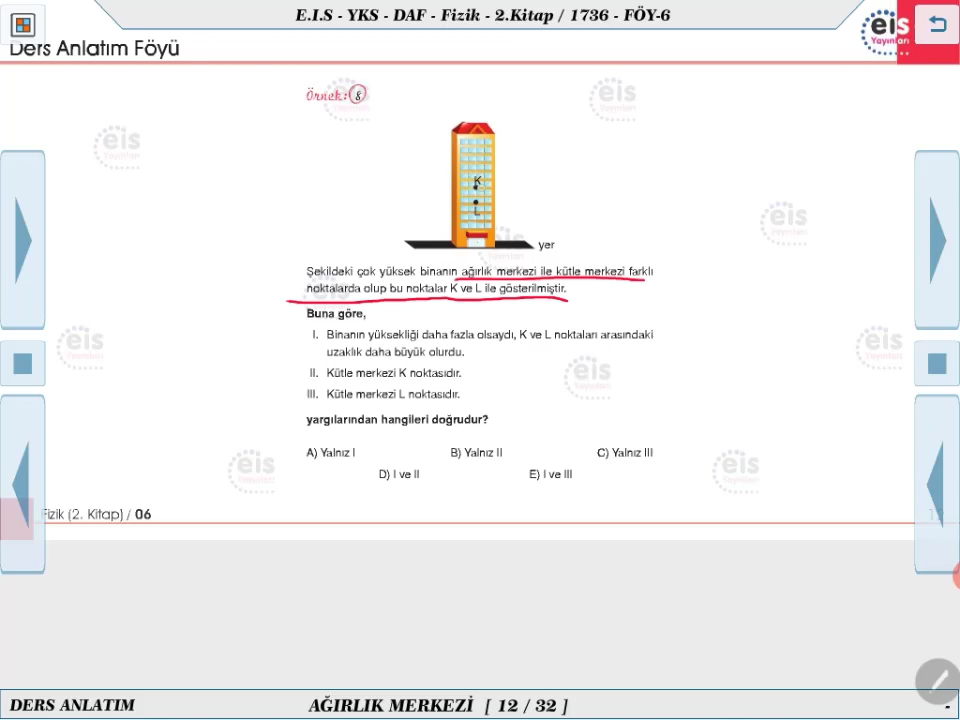 E.I.S - YKS - DAF - Fizik - 2.Kitap / 1736 - FÖY-6
Ders Anlatım Föyü
eis
Yayınları
Örnek: 8
K
L
yer
Şekildeki çok yüksek binanın ağırlık merkezi ile kütle merkezi farklı
noktalarda olup bu noktalar K ve L ile gösterilmiştir.
Buna göre,
I. Binanın yüksekliği daha fazla olsaydı, K ve L noktaları arasındaki
uzaklık daha büyük olurdu.
II. Kütle merkezi K noktasıdır.
III. Kütle merkezi L noktasıdır.
yargılarından hangileri doğrudur?
A) Yalnız I B) Yalnız II C) Yalnız III
D) I ve II E) I ve III
Fizik (2. Kitap) / 06
DERS ANLATIM AĞIRLIK MERKEZİ [ 12 / 32 ] -